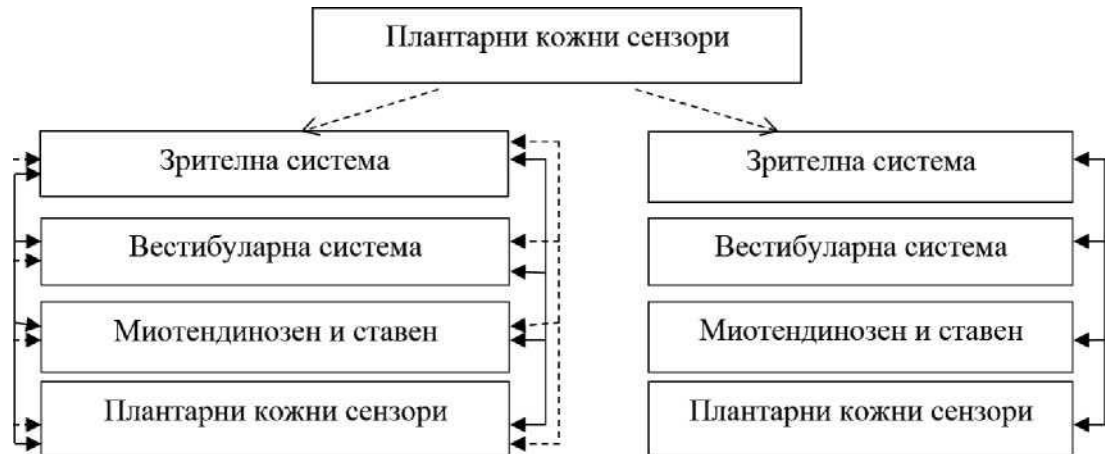 Плантарни кожни сензори
Зрителна система
Вестибуларна система
Миотендинозен и ставен
Плантарни кожни сензори
Зрителна система
Вестибуларна система
Миотендинозен и ставен
Плантарни кожни сензори